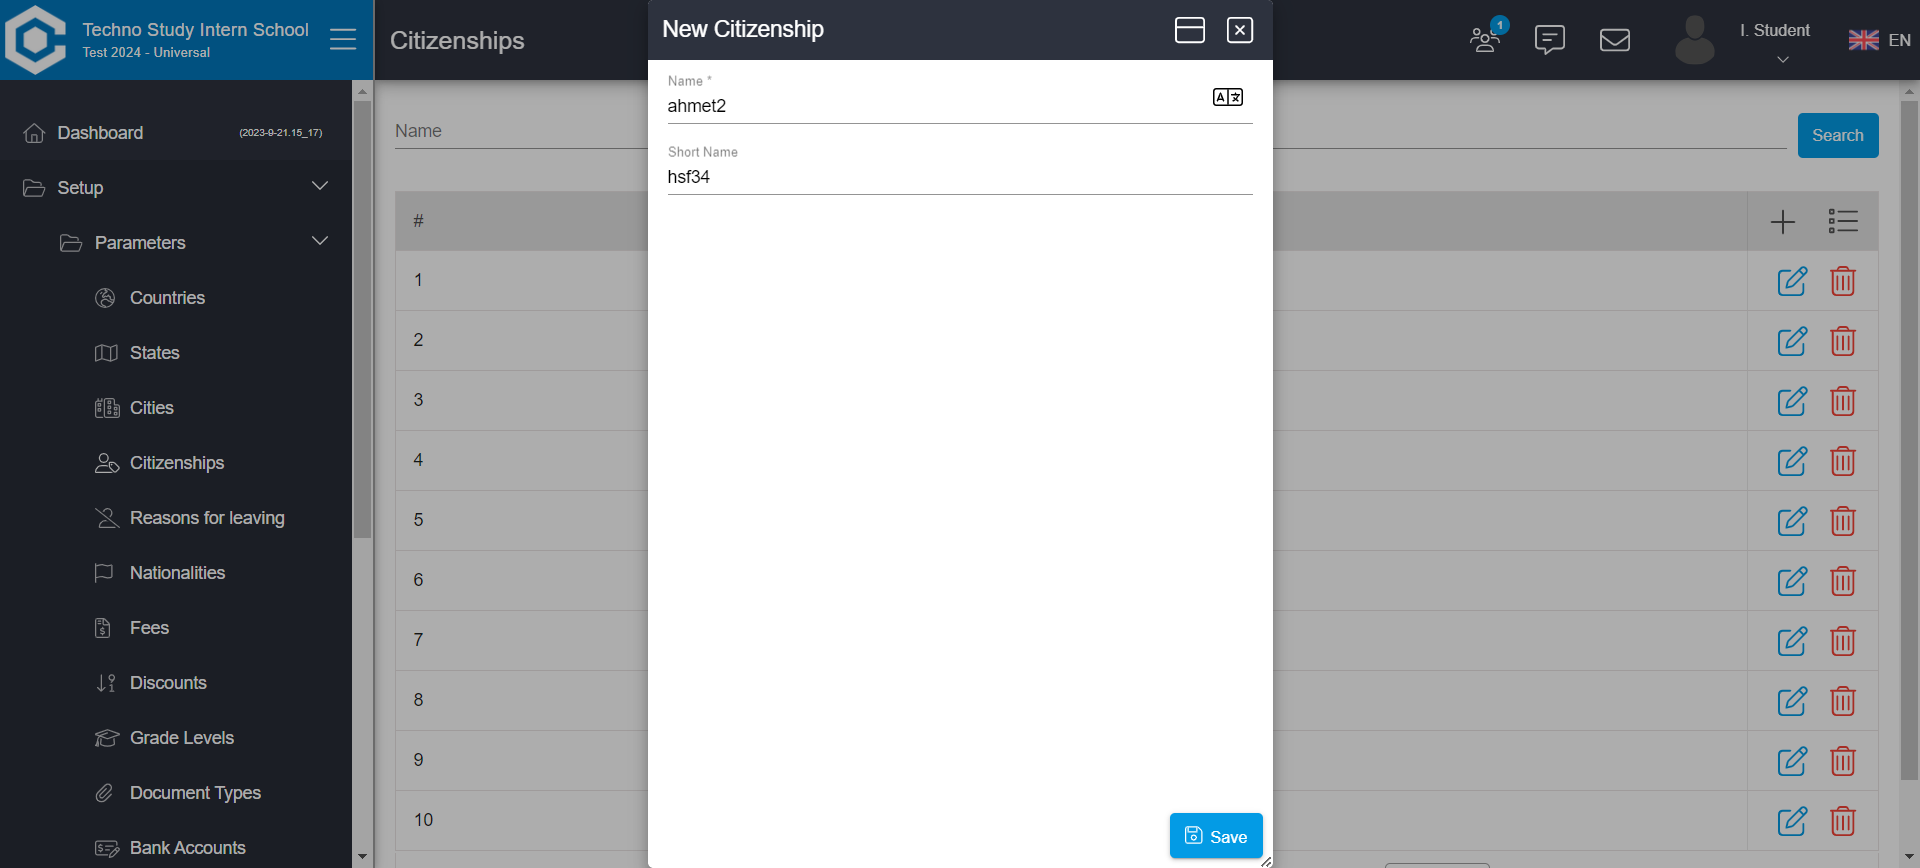 Techno Study Intern School
Test 2024 - Universal
Citizenships
New Citizenship
1
I. Student
EN
Dashboard
(2023-9-21.15_17)
Setup
Parameters
Countries
States
Cities
Citizenships
Reasons for leaving
Nationalities
Fees
Discounts
Grade Levels
Document Types
Bank Accounts
Name
Search
#
1
2
3
4
5
6
7
8
9
10
Name *
ahmet2
Short Name
hsf34
Save